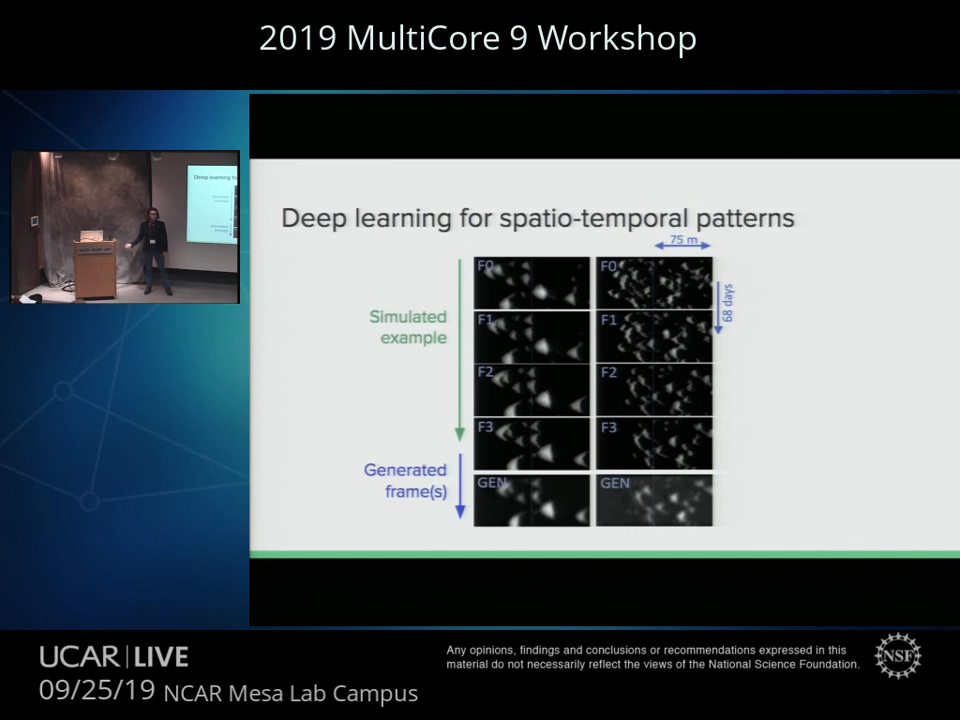 2019 MultiCore 9 Workshop
Deep learning for spatio-temporal patterns
75 m
F0
F0
68 days
Simulated
example
F1
F1
F2
F2
F3
F3
Generated
frame(s)
GEN
GEN
UCAR|LIVE
09/25/19 NCAR Mesa Lab Campus
Any opinions, findings and conclusions or recommendations expressed in this
material do not necessarily reflect the views of the National Science Foundation.
NSF